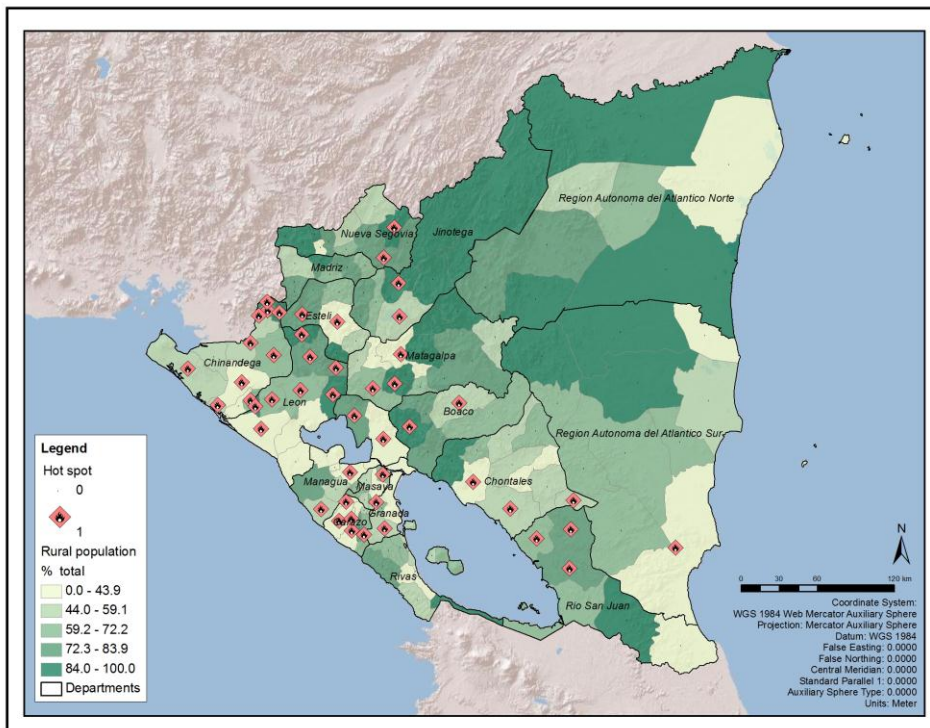 Region Autonoma del Atlantico Norte
Nueva Segovia
Jinotega
Madriz
Esteli
Matagalpa
Chinandega
Leon
Boaco
Region Autonoma del Atlantico Sur
Managua
Masaya
Chontales
Granada
Carazo
Rivas
Rio San Juan
Legend
Hot spot
0
1
Rural population
% total
0.0 - 43.9
44.0 - 59.1
59.2 - 72.2
72.3 - 83.9
84.0 - 100.0
Departments
N
0 30 60 120 km
Coordinate System:
WGS 1984 Web Mercator Auxiliary Sphere
Projection: Mercator Auxiliary Sphere
Datum: WGS 1984
False Easting: 0.0000
False Northing: 0.0000
Central Meridian: 0.0000
Standard Parallel 1: 0.0000
Auxiliary Sphere Type: 0.0000
Units: Meter